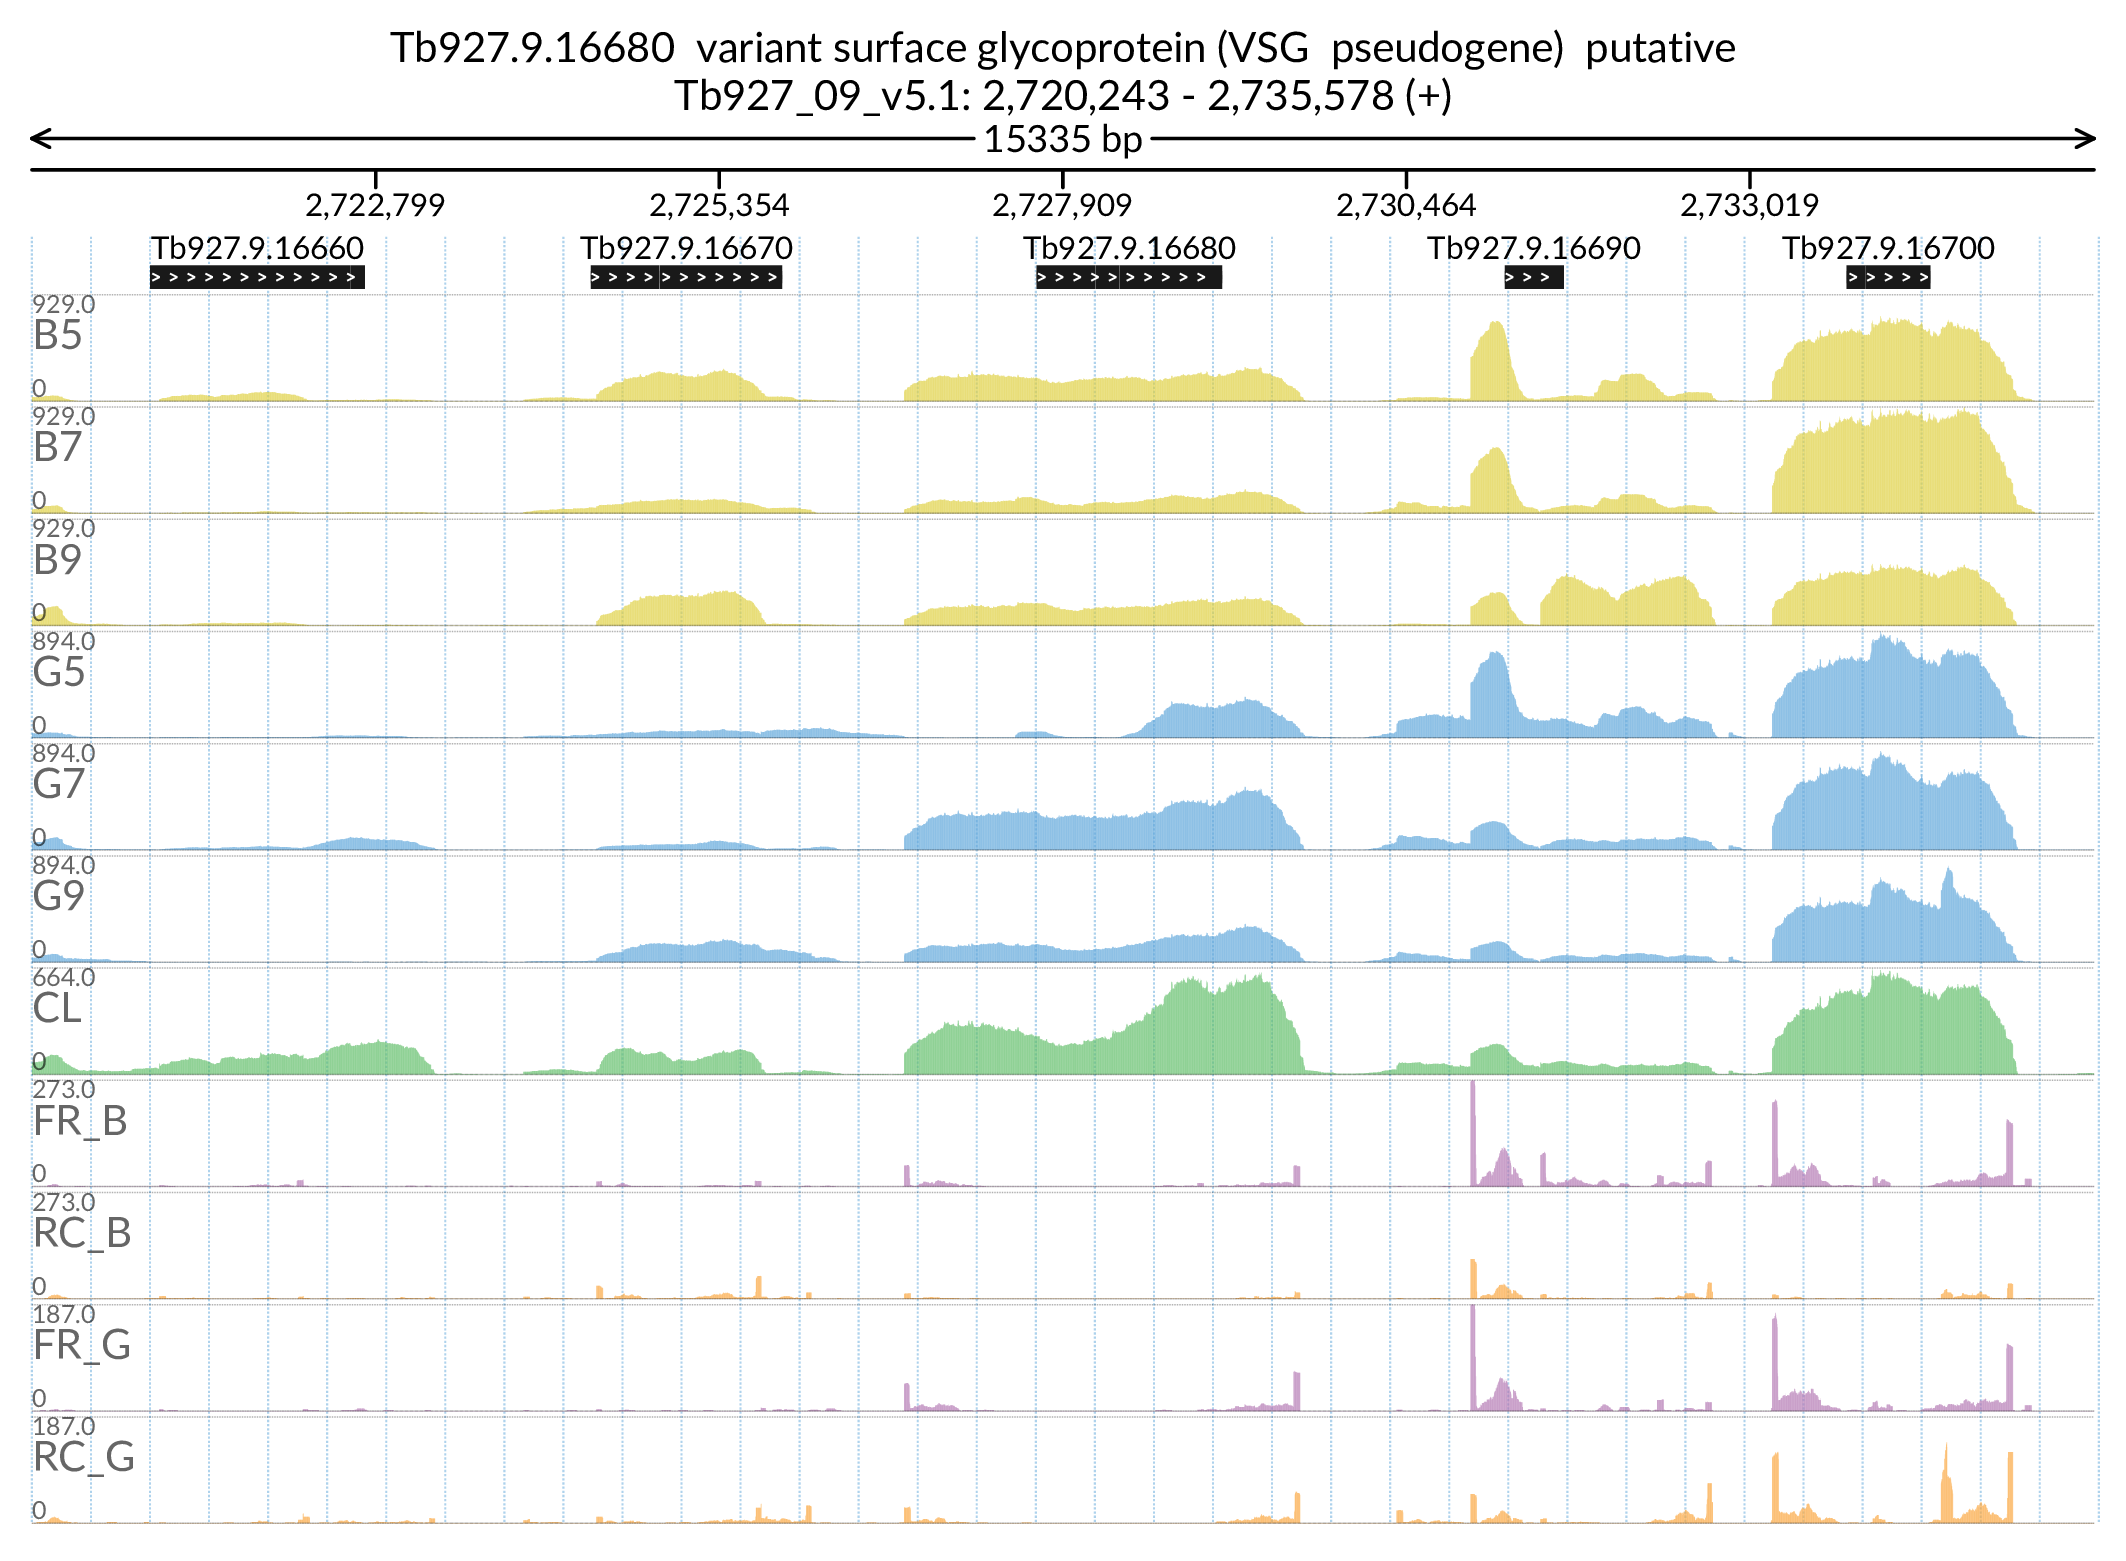 Tb927.9.16680 variant surface glycoprotein (VSG pseudogene) putative
Tb927_09_v5.1: 2,720,243 - 2,735,578 (+)
15335 bp
2,722,799 2,725,354 2,727,909 2,730,464 2,733,019
Tb927.9.16660 Tb927.9.16670 Tb927.9.16680 Tb927.9.16690 Tb927.9.16700
929.0
B5
0
929.0
B7
0
929.0
B9
0
894.0
G5
0
894.0
G7
0
894.0
G9
0
664.0
CL
0
273.0
FR_B
0
273.0
RC_B
0
187.0
FR_G
0
187.0
RC_G
0